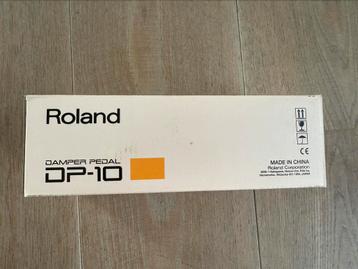 Roland
DAMPER PEDAL
DP-10
CE
MADE IN CHINA
Roland Corporation